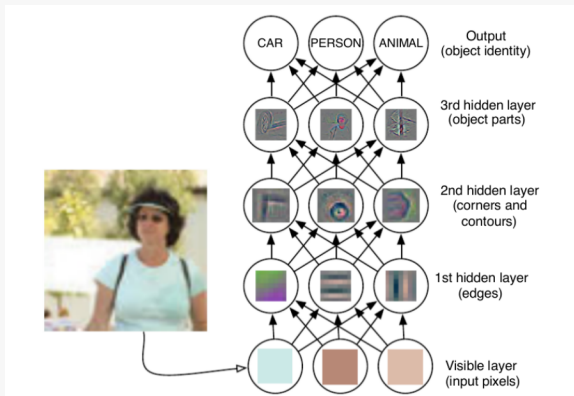 CAR PERSON ANIMAL
Output
(object identity)
3rd hidden layer
(object parts)
2nd hidden layer
(corners and
contours)
1st hidden layer
(edges)
Visible layer
(input pixels)